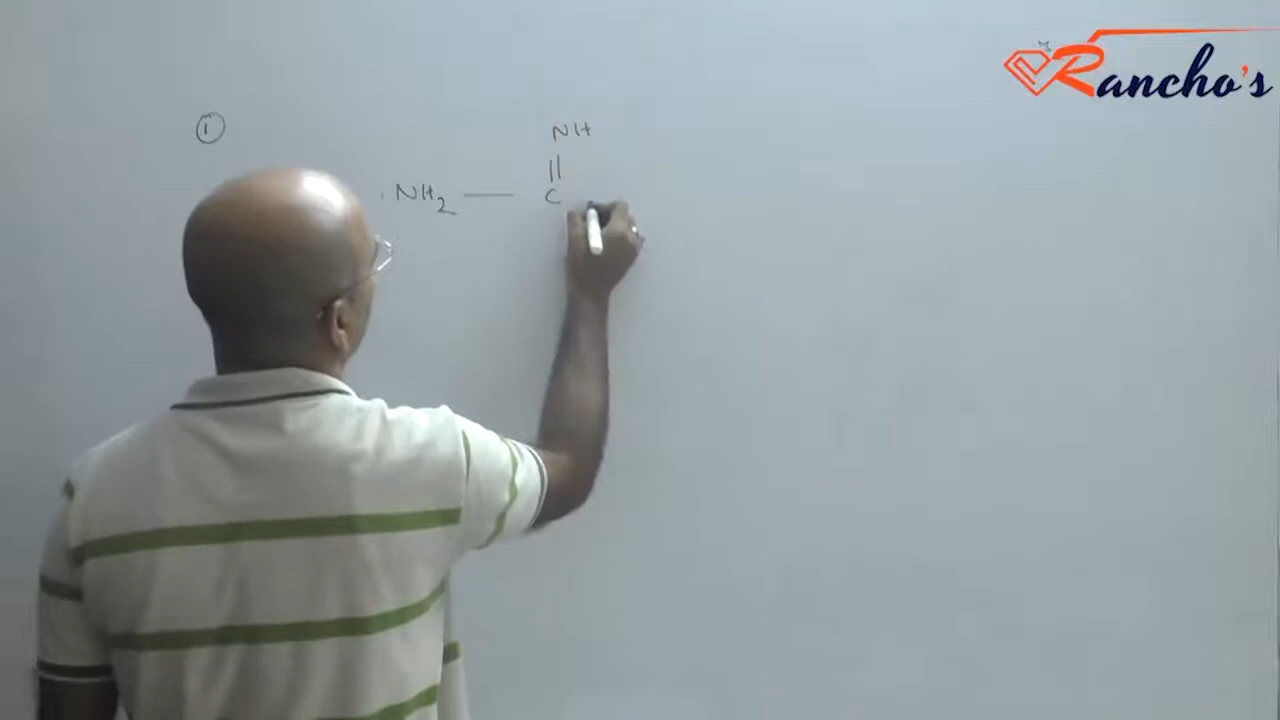 Rancho's
①
NH
||
NH₂ — C